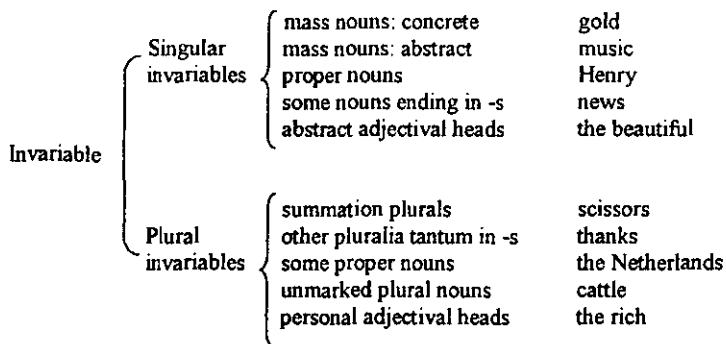 mass nouns: concrete gold
Singular mass nouns: abstract music
invariables proper nouns Henry
some nouns ending in -s news
abstract adjectival heads the beautiful
Invariable
summation plurals scissors
Plural other pluralia tantum in -s thanks
invariables some proper nouns the Netherlands
unmarked plural nouns cattle
personal adjectival heads the rich